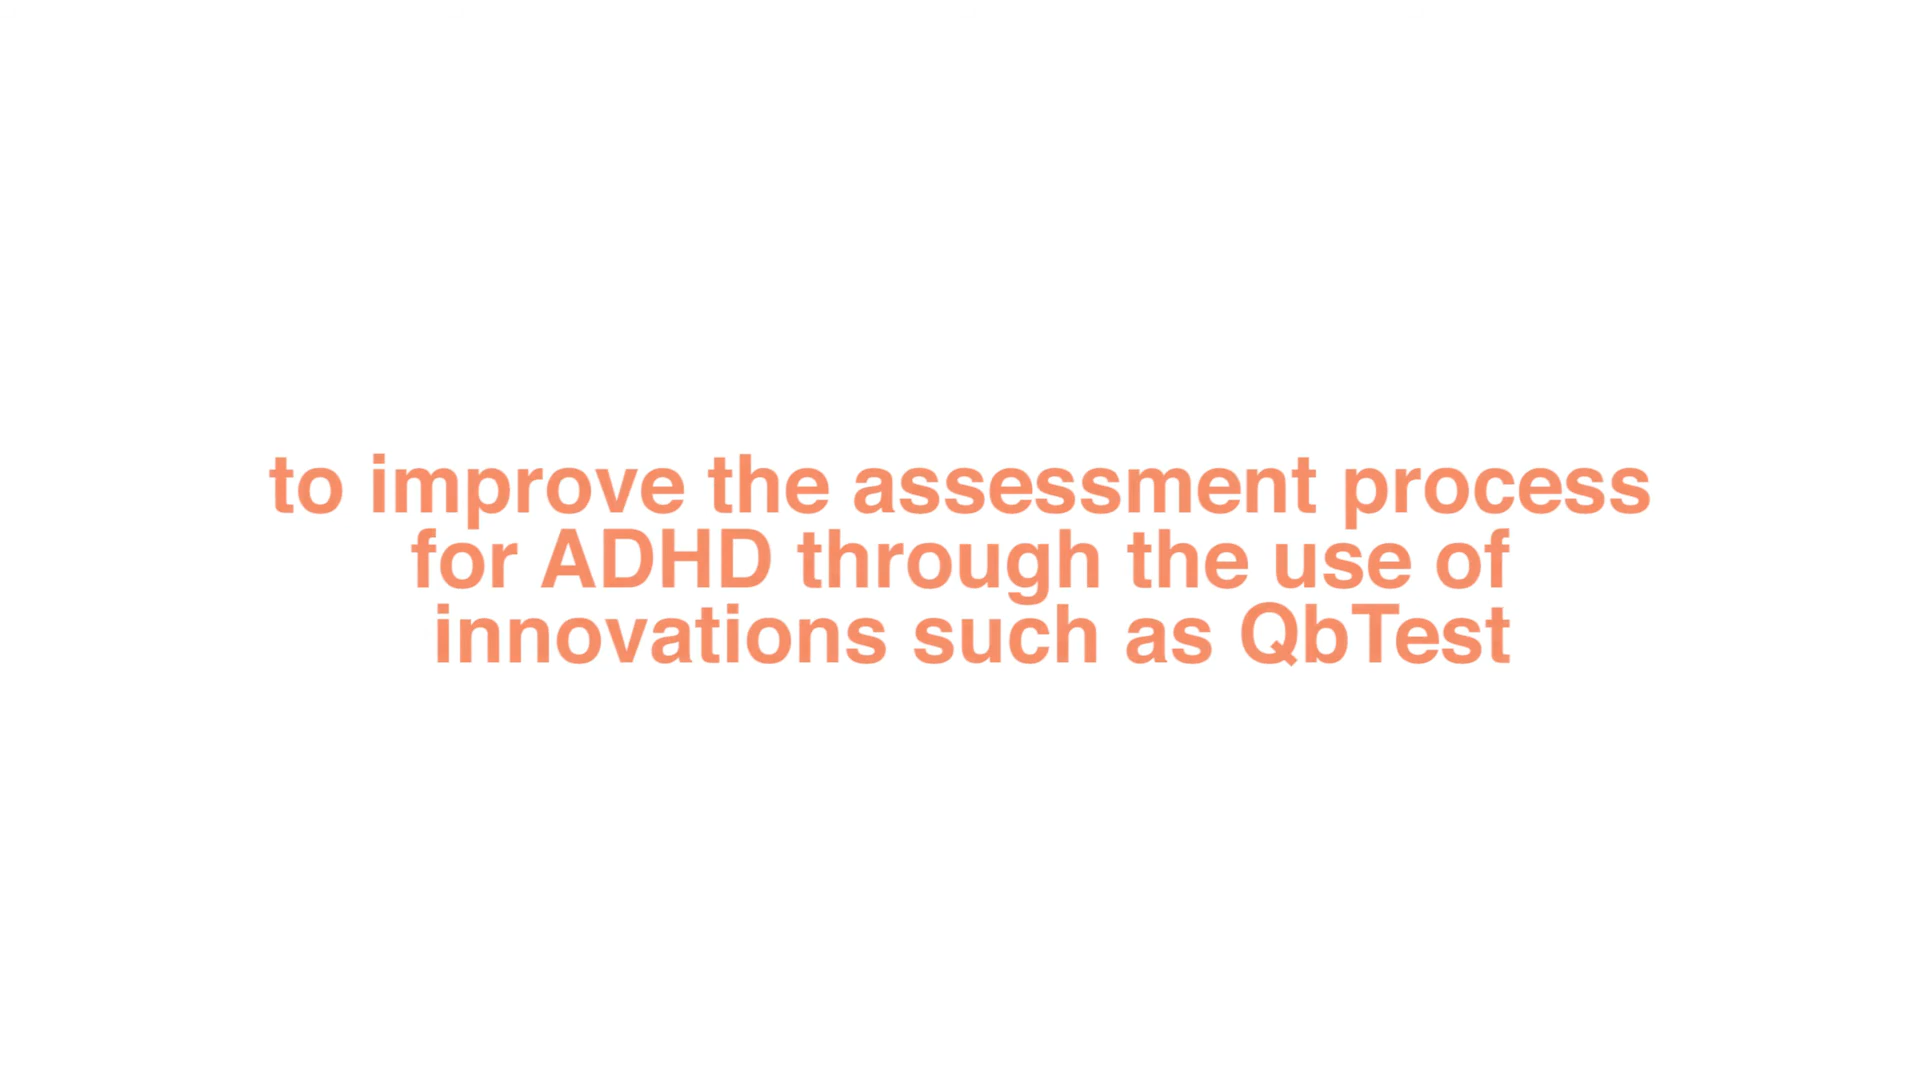 to improve the assessment process
for ADHD through the use of
innovations such as QbTest